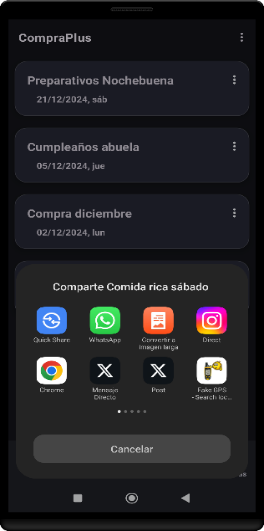 CompraPlus
Preparativos Nochebuena
21/12/2024, sáb
Cumpleaños abuela
05/12/2024, jue
Compra diciembre
02/12/2024, lun
Comparte Comida rica sábado
Quick Share
WhatsApp
Convertir a
imagen larga
Direct
Chrome
Mensaje
Directo
Post
Fake GPS
- Search loc...
Cancelar